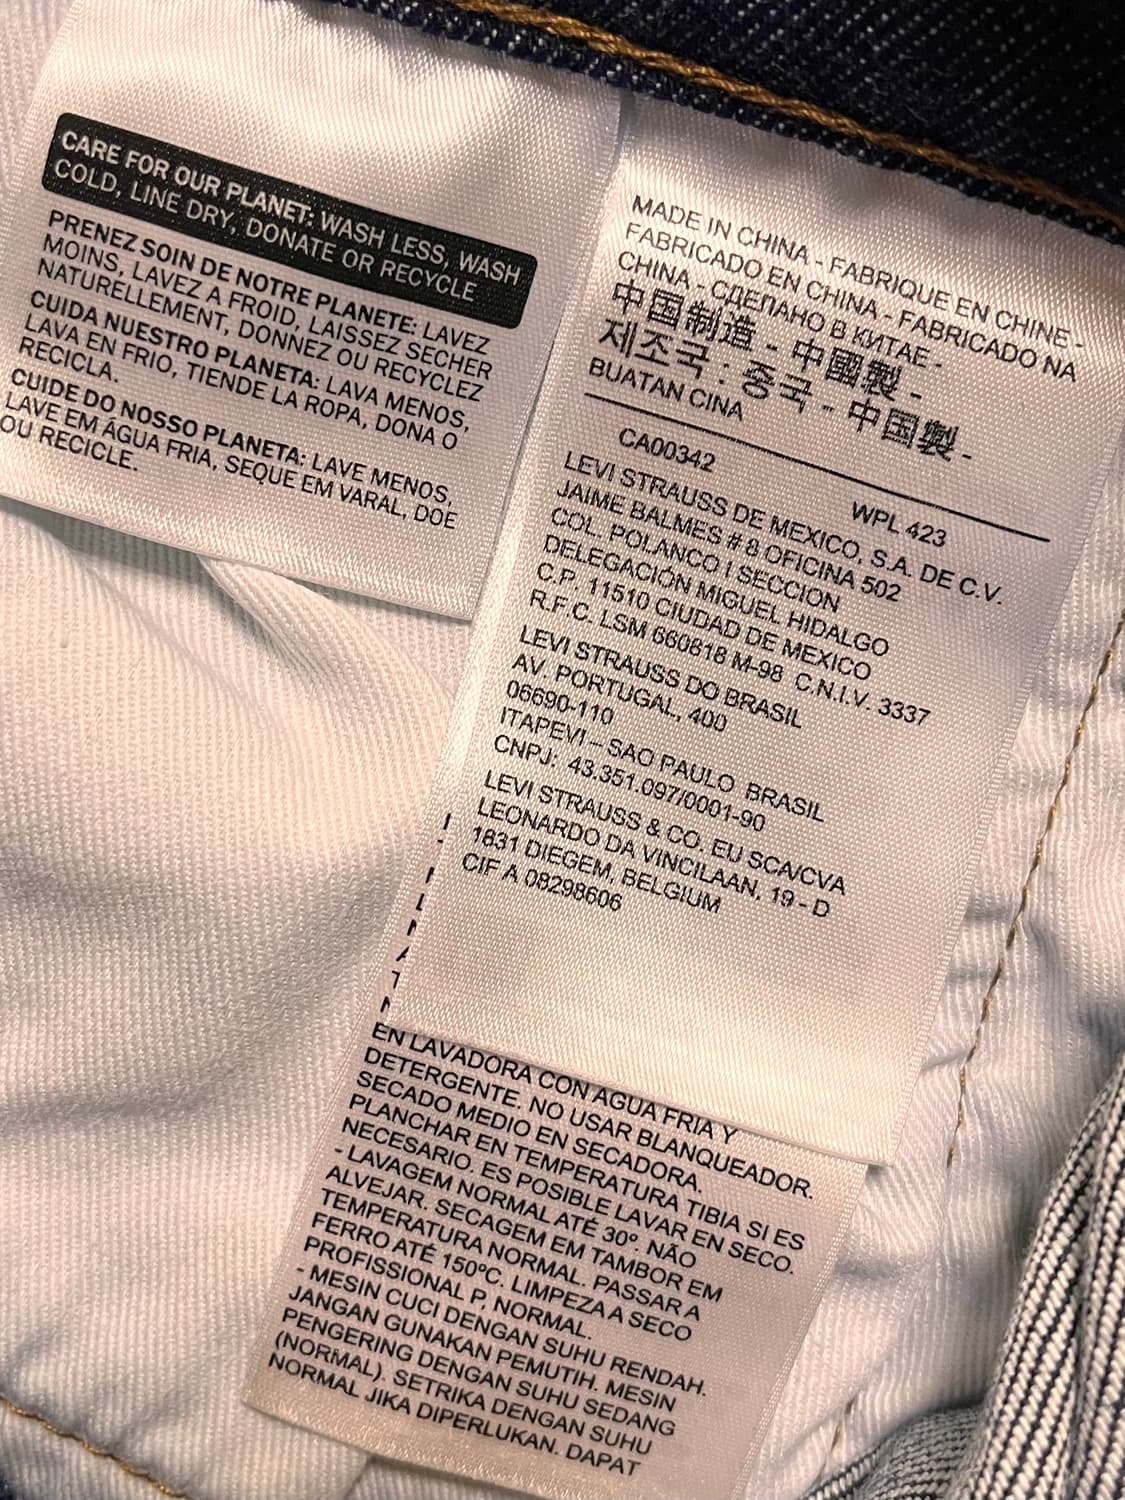 CARE FOR OUR PLANET: WASH LESS, WASH
COLD, LINE DRY, DONATE OR RECYCLE
PRENEZ SOIN DE NOTRE PLANETE: LAVEZ
MOINS, LAVEZ A FROID, LAISSEZ SECHER
NATURELLEMENT, DONNEZ OU RECYCLEZ
CUIDA NUESTRO PLANETA: LAVA MENOS,
LAVA EN FRIO, TIENDE LA ROPA, DONA O
RECICLA.
CUIDE DO NOSSO PLANETA: LAVE MENOS,
LAVE EM ÁGUA FRIA, SEQUE EM VARAL, DOE
OU RECICLE.
MADE IN CHINA - FABRIQUE EN CHINE -
FABRICADO EN CHINA - FABRICADO NA
CHINA - СДЕЛАНО В КИТАЕ -
中国制造 - 中國製 -
제조국 : 중국 - 中国製 -
BUATAN CINA
CA00342 WPL 423
LEVI STRAUSS DE MEXICO, S.A. DE C.V.
JAIME BALMES # 8 OFICINA 502
COL. POLANCO I SECCION
DELEGACIÓN MIGUEL HIDALGO
C.P. 11510 CIUDAD DE MEXICO
R.F.C. LSM 660818 M-98 C.N.I.V. 3337
LEVI STRAUSS DO BRASIL
AV. PORTUGAL, 400
06690-110
ITAPEVI – SAO PAULO BRASIL
CNPJ: 43.351.097/0001-90
LEVI STRAUSS & CO. EU SCA/CVA
LEONARDO DA VINCILAAN, 19 - D
1831 DIEGEM, BELGIUM
CIF A 08298606
EN LAVADORA CON AGUA FRIA Y
DETERGENTE. NO USAR BLANQUEADOR.
SECADO MEDIO EN SECADORA.
PLANCHAR EN TEMPERATURA TIBIA SI ES
NECESARIO. ES POSIBLE LAVAR EN SECO.
- LAVAGEM NORMAL ATÉ 30º. NÃO
ALVEJAR. SECAGEM EM TAMBOR EM
TEMPERATURA NORMAL. PASSAR A
FERRO ATÉ 150ºC. LIMPEZA A SECO
PROFISSIONAL P, NORMAL.
- MESIN CUCI DENGAN SUHU RENDAH.
JANGAN GUNAKAN PEMUTIH. MESIN
PENGERING DENGAN SUHU SEDANG
(NORMAL). SETRIKA DENGAN SUHU
NORMAL JIKA DIPERLUKAN. DAPAT